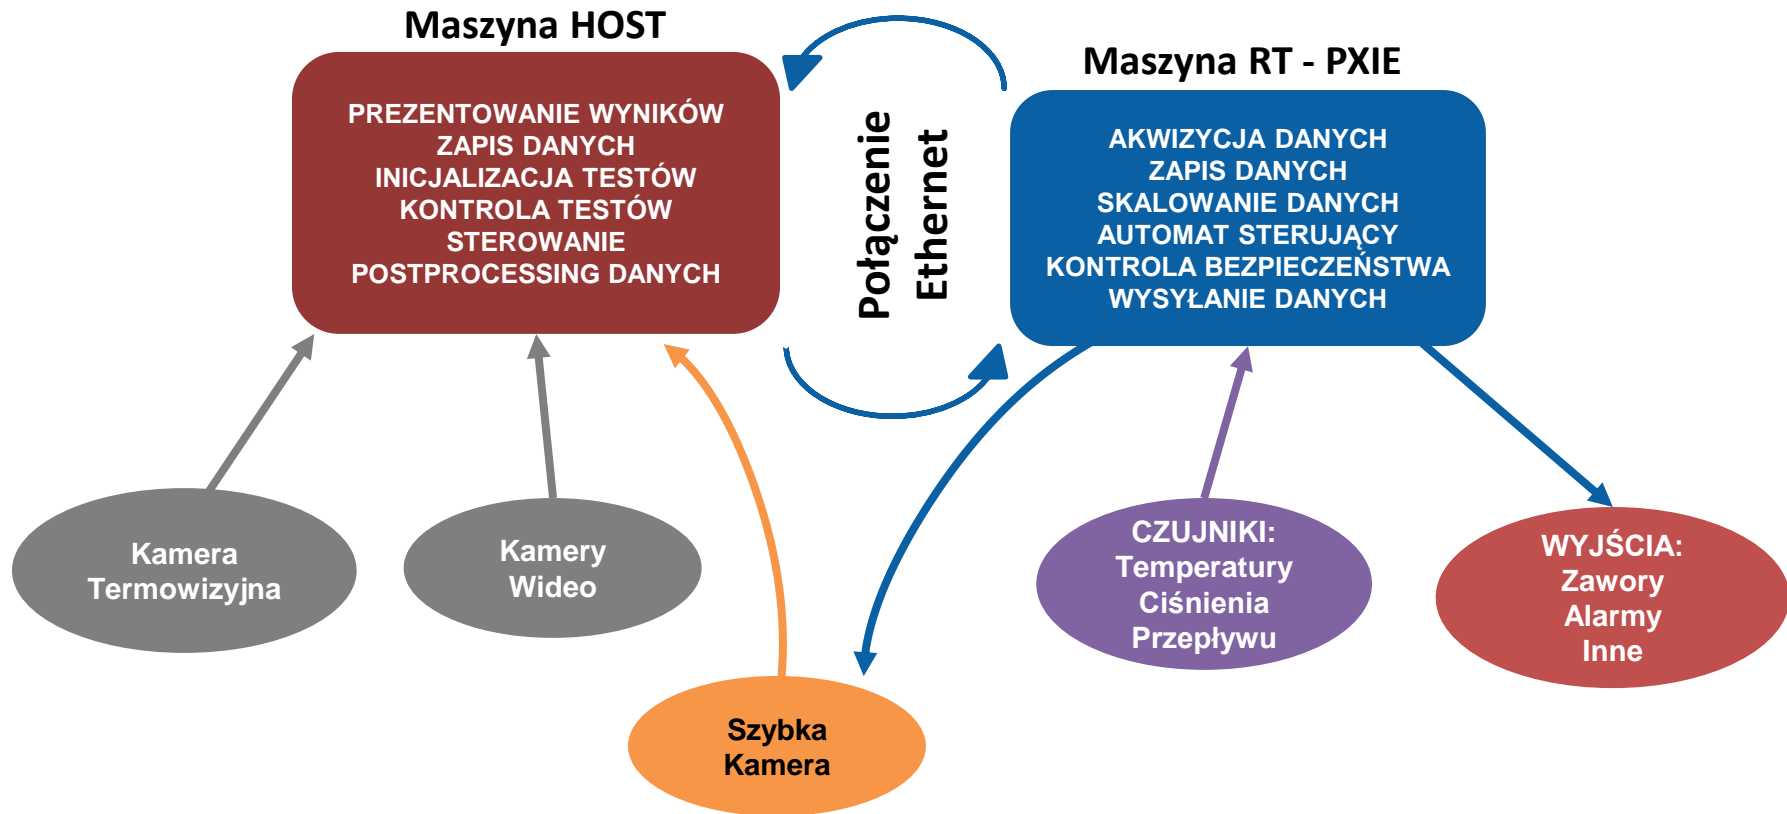 Maszyna HOST
PREZENTOWANIE WYNIKÓW
ZAPIS DANYCH
INICJALIZACJA TESTÓW
KONTROLA TESTÓW
STEROWANIE
POSTPROCESSING DANYCH
Połączenie
Ethernet
Maszyna RT - PXIE
AKWIZYCJA DANYCH
ZAPIS DANYCH
SKALOWANIE DANYCH
AUTOMAT STERUJĄCY
KONTROLA BEZPIECZEŃSTWA
WYSYŁANIE DANYCH
Kamera
Termowizyjna
Kamery
Wideo
Szybka
Kamera
CZUJNIKI:
Temperatury
Ciśnienia
Przepływu
WYJŚCIA:
Zawory
Alarmy
Inne